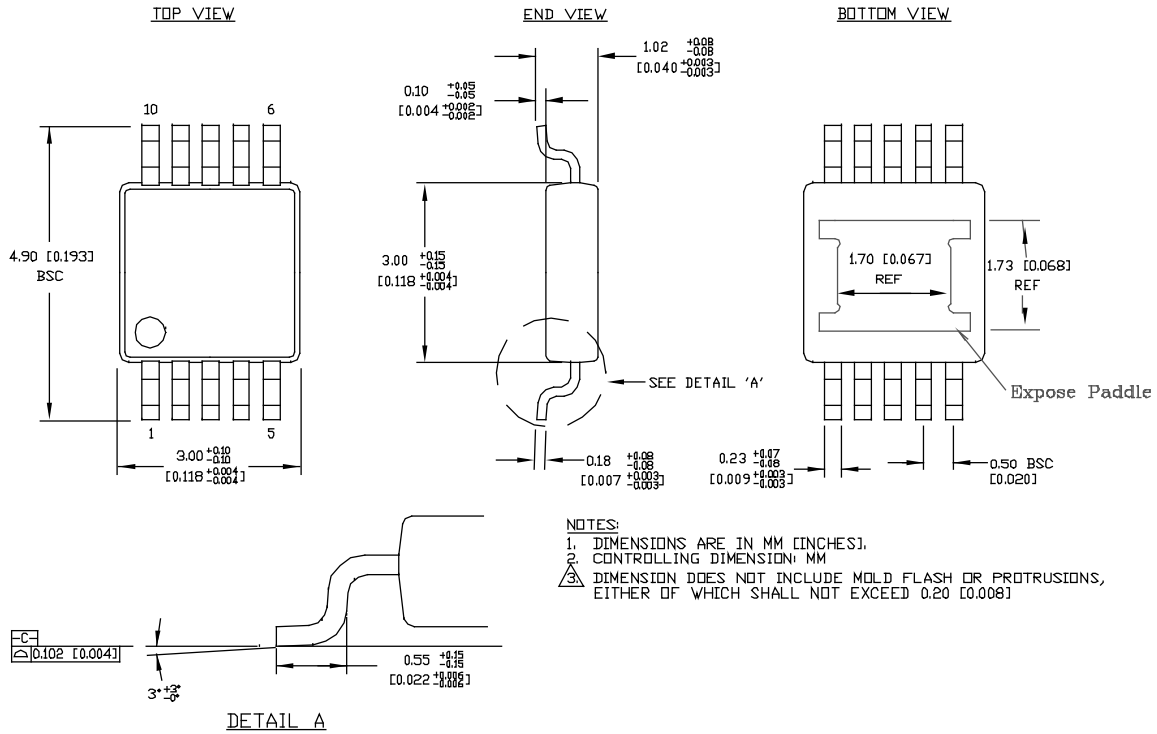 TOP VIEW
END VIEW
BOTTOM VIEW
1.02 +0.08 -0.08
[0.040 +0.003 -0.003]
0.10 +0.05 -0.05
[0.004 +0.002 -0.002]
10
6
4.90 [0.193]
BSC
3.00 +0.15 -0.15
[0.118 +0.004 -0.004]
1.70 [0.067]
REF
1.73 [0.068]
REF
SEE DETAIL 'A'
Expose Paddle
1
5
3.00 +0.10 -0.10
[0.118 +0.004 -0.004]
0.18 +0.08 -0.08
[0.007 +0.003 -0.003]
0.23 +0.07 -0.08
[0.009 +0.003 -0.003]
0.50 BSC
[0.020]
NOTES:
1. DIMENSIONS ARE IN MM [INCHES].
2. CONTROLLING DIMENSION: MM
3. DIMENSION DOES NOT INCLUDE MOLD FLASH OR PROTRUSIONS,
EITHER OF WHICH SHALL NOT EXCEED 0.20 [0.008]
-C-
0.102 [0.004]
3° +3° -0°
0.55 +0.15 -0.15
[0.022 +0.006 -0.006]
DETAIL A